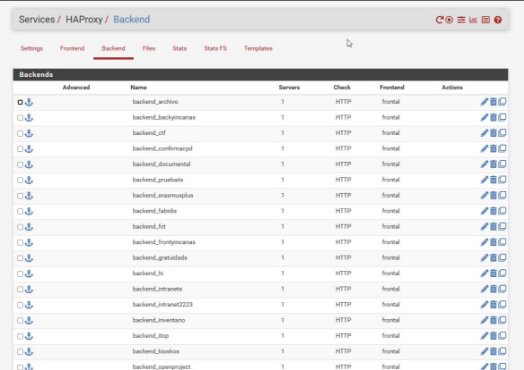 Services / HAProxy / Backend
Settings Frontend Backend Files Stats Stats FS Templates
Backends
Advanced Name Servers Check Frontend Actions
backend_archivo 1 HTTP frontal
backend_backyincanas 1 HTTP frontal
backend_ctf 1 HTTP frontal
backend_confirmacpd 1 HTTP frontal
backend_documental 1 HTTP frontal
backend_pruebaiis 1 HTTP frontal
backend_erasmusplus 1 HTTP frontal
backend_fabidis 1 HTTP frontal
backend_fct 1 HTTP frontal
backend_frontyincanas 1 HTTP frontal
backend_gratuidads 1 HTTP frontal
backend_hi 1 HTTP frontal
backend_intranets 1 HTTP frontal
backend_intranet2223 1 HTTP frontal
backend_inventario 1 HTTP frontal
backend_itop 1 HTTP frontal
backend_kioskos 1 HTTP frontal
backend_openproject 1 HTTP frontal